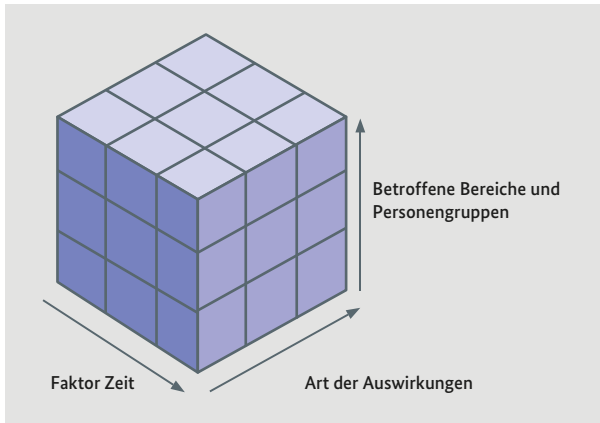 Betroffene Bereiche und
Personengruppen
Faktor Zeit
Art der Auswirkungen